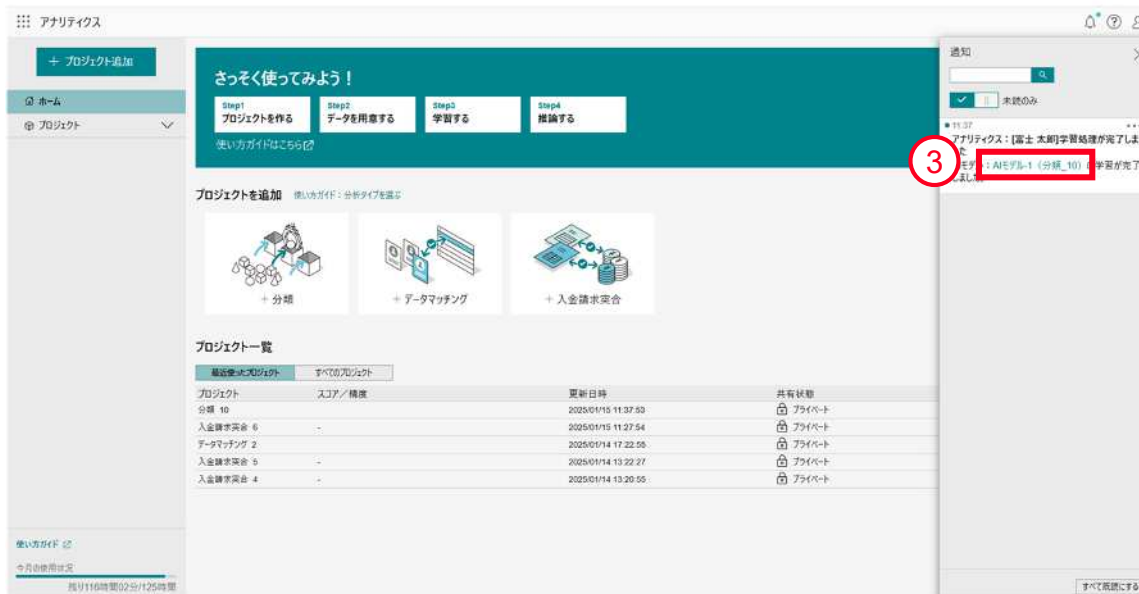 アナリティクス
+ プロジェクト追加
ホーム
プロジェクト
さっそく使ってみよう！
Step1
プロジェクトを作る
Step2
データを用意する
Step3
学習する
Step4
推論する
使い方ガイドはこちら
プロジェクトを追加 使い方ガイド：分析タイプを選ぶ
+ 分類
+ データマッチング
+ 入金請求突合
プロジェクト一覧
最近使ったプロジェクト すべてのプロジェクト
プロジェクト スコア／精度 更新日時 共有状態
分類 10 2025/01/15 11:37:53 プライベート
入金請求突合 6 - 2025/01/15 11:27:54 プライベート
データマッチング 2 2025/01/14 17:22:55 プライベート
入金請求突合 5 - 2025/01/14 13:22:27 プライベート
入金請求突合 4 - 2025/01/14 13:20:55 プライベート
使い方ガイド
今月の使用状況
残り116時間02分/125時間
通知
未読のみ
11:37
アナリティクス：[富士 太郎]学習処理が完了しま
した
3
モデル：AIモデル-1（分類_10）の学習が完了
しました
すべて既読にする